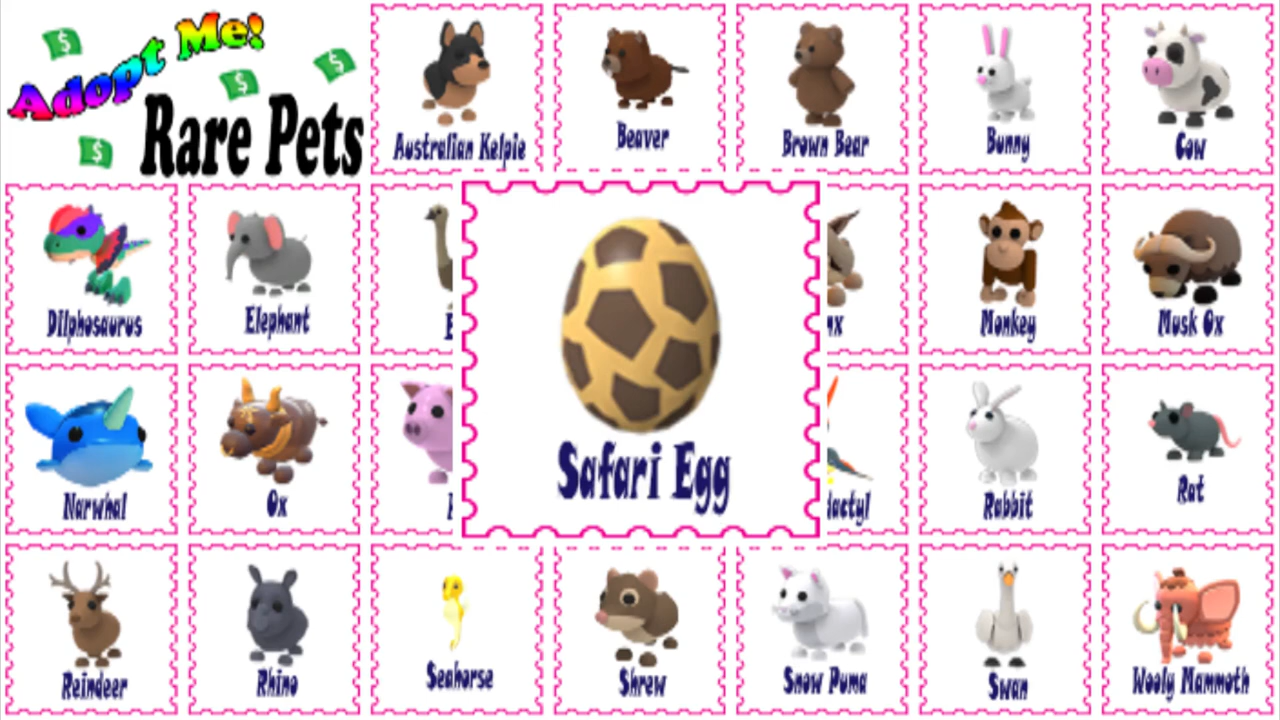 Adopt Me!
Rare Pets
Australian Kelpie
Beaver
Brown Bear
Bunny
Cow
Dilphosaurus
Elephant
Monkey
Musk Ox
Safari Egg
Narwhal
Ox
dactyl
Rabbit
Rat
Reindeer
Rhino
Seahorse
Shrew
Snow Puma
Swan
Wooly Mammoth